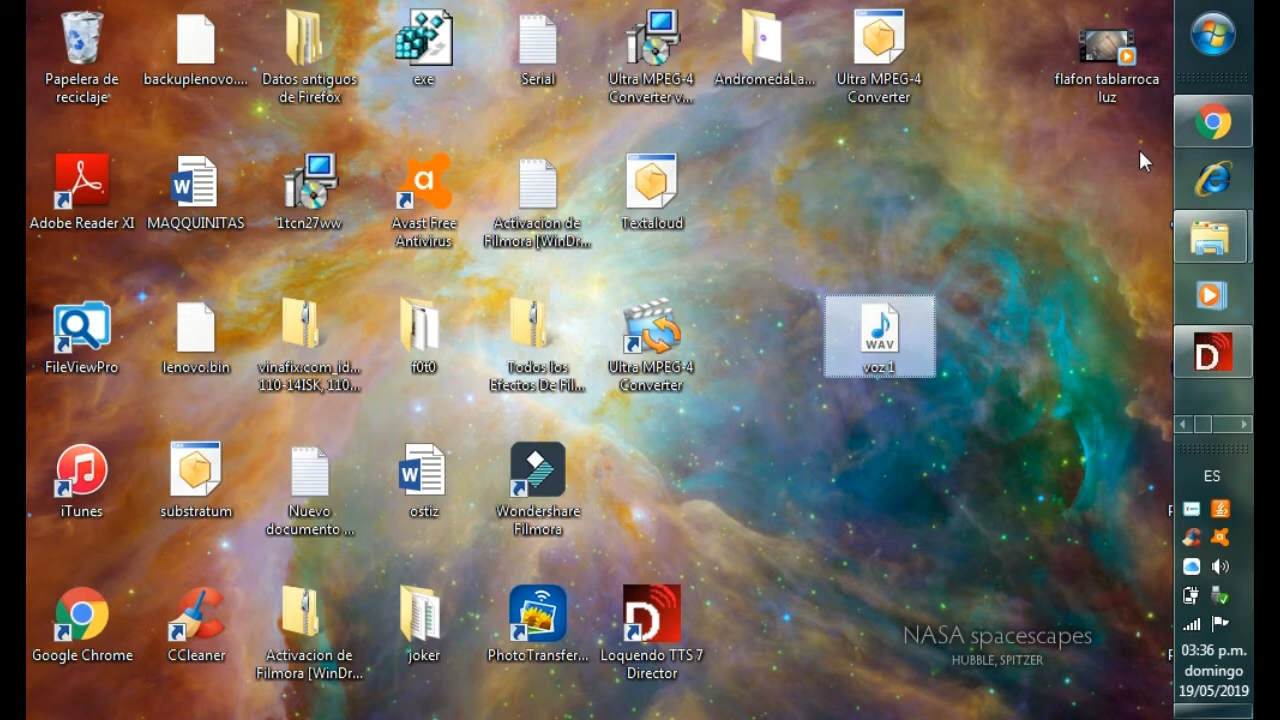 Papelera de
reciclaje
backuplenovo....
Datos antiguos
de Firefox
exe
Serial
Ultra MPEG-4
Converter v...
AndromedaLa...
Ultra MPEG-4
Converter
flafon tablarroca
luz
Adobe Reader XI
MAQQUINITAS
1tcn27ww
Avast Free
Antivirus
Activacion de
Filmora [WinDr...
Textaloud
FileViewPro
lenovo.bin
vinafix.com_id...
110-14ISK, 110...
f0t0
Todos los
Efectos De Fil...
Ultra MPEG-4
Converter
WAV
voz 1
iTunes
substratum
Nuevo
documento ...
ostiz
Wondershare
Filmora
Google Chrome
CCleaner
Activacion de
Filmora [WinDr...
joker
PhotoTransfer...
Loquendo TTS 7
Director
NASA spacescapes
HUBBLE, SPITZER
ES
03:36 p.m.
domingo
19/05/2019